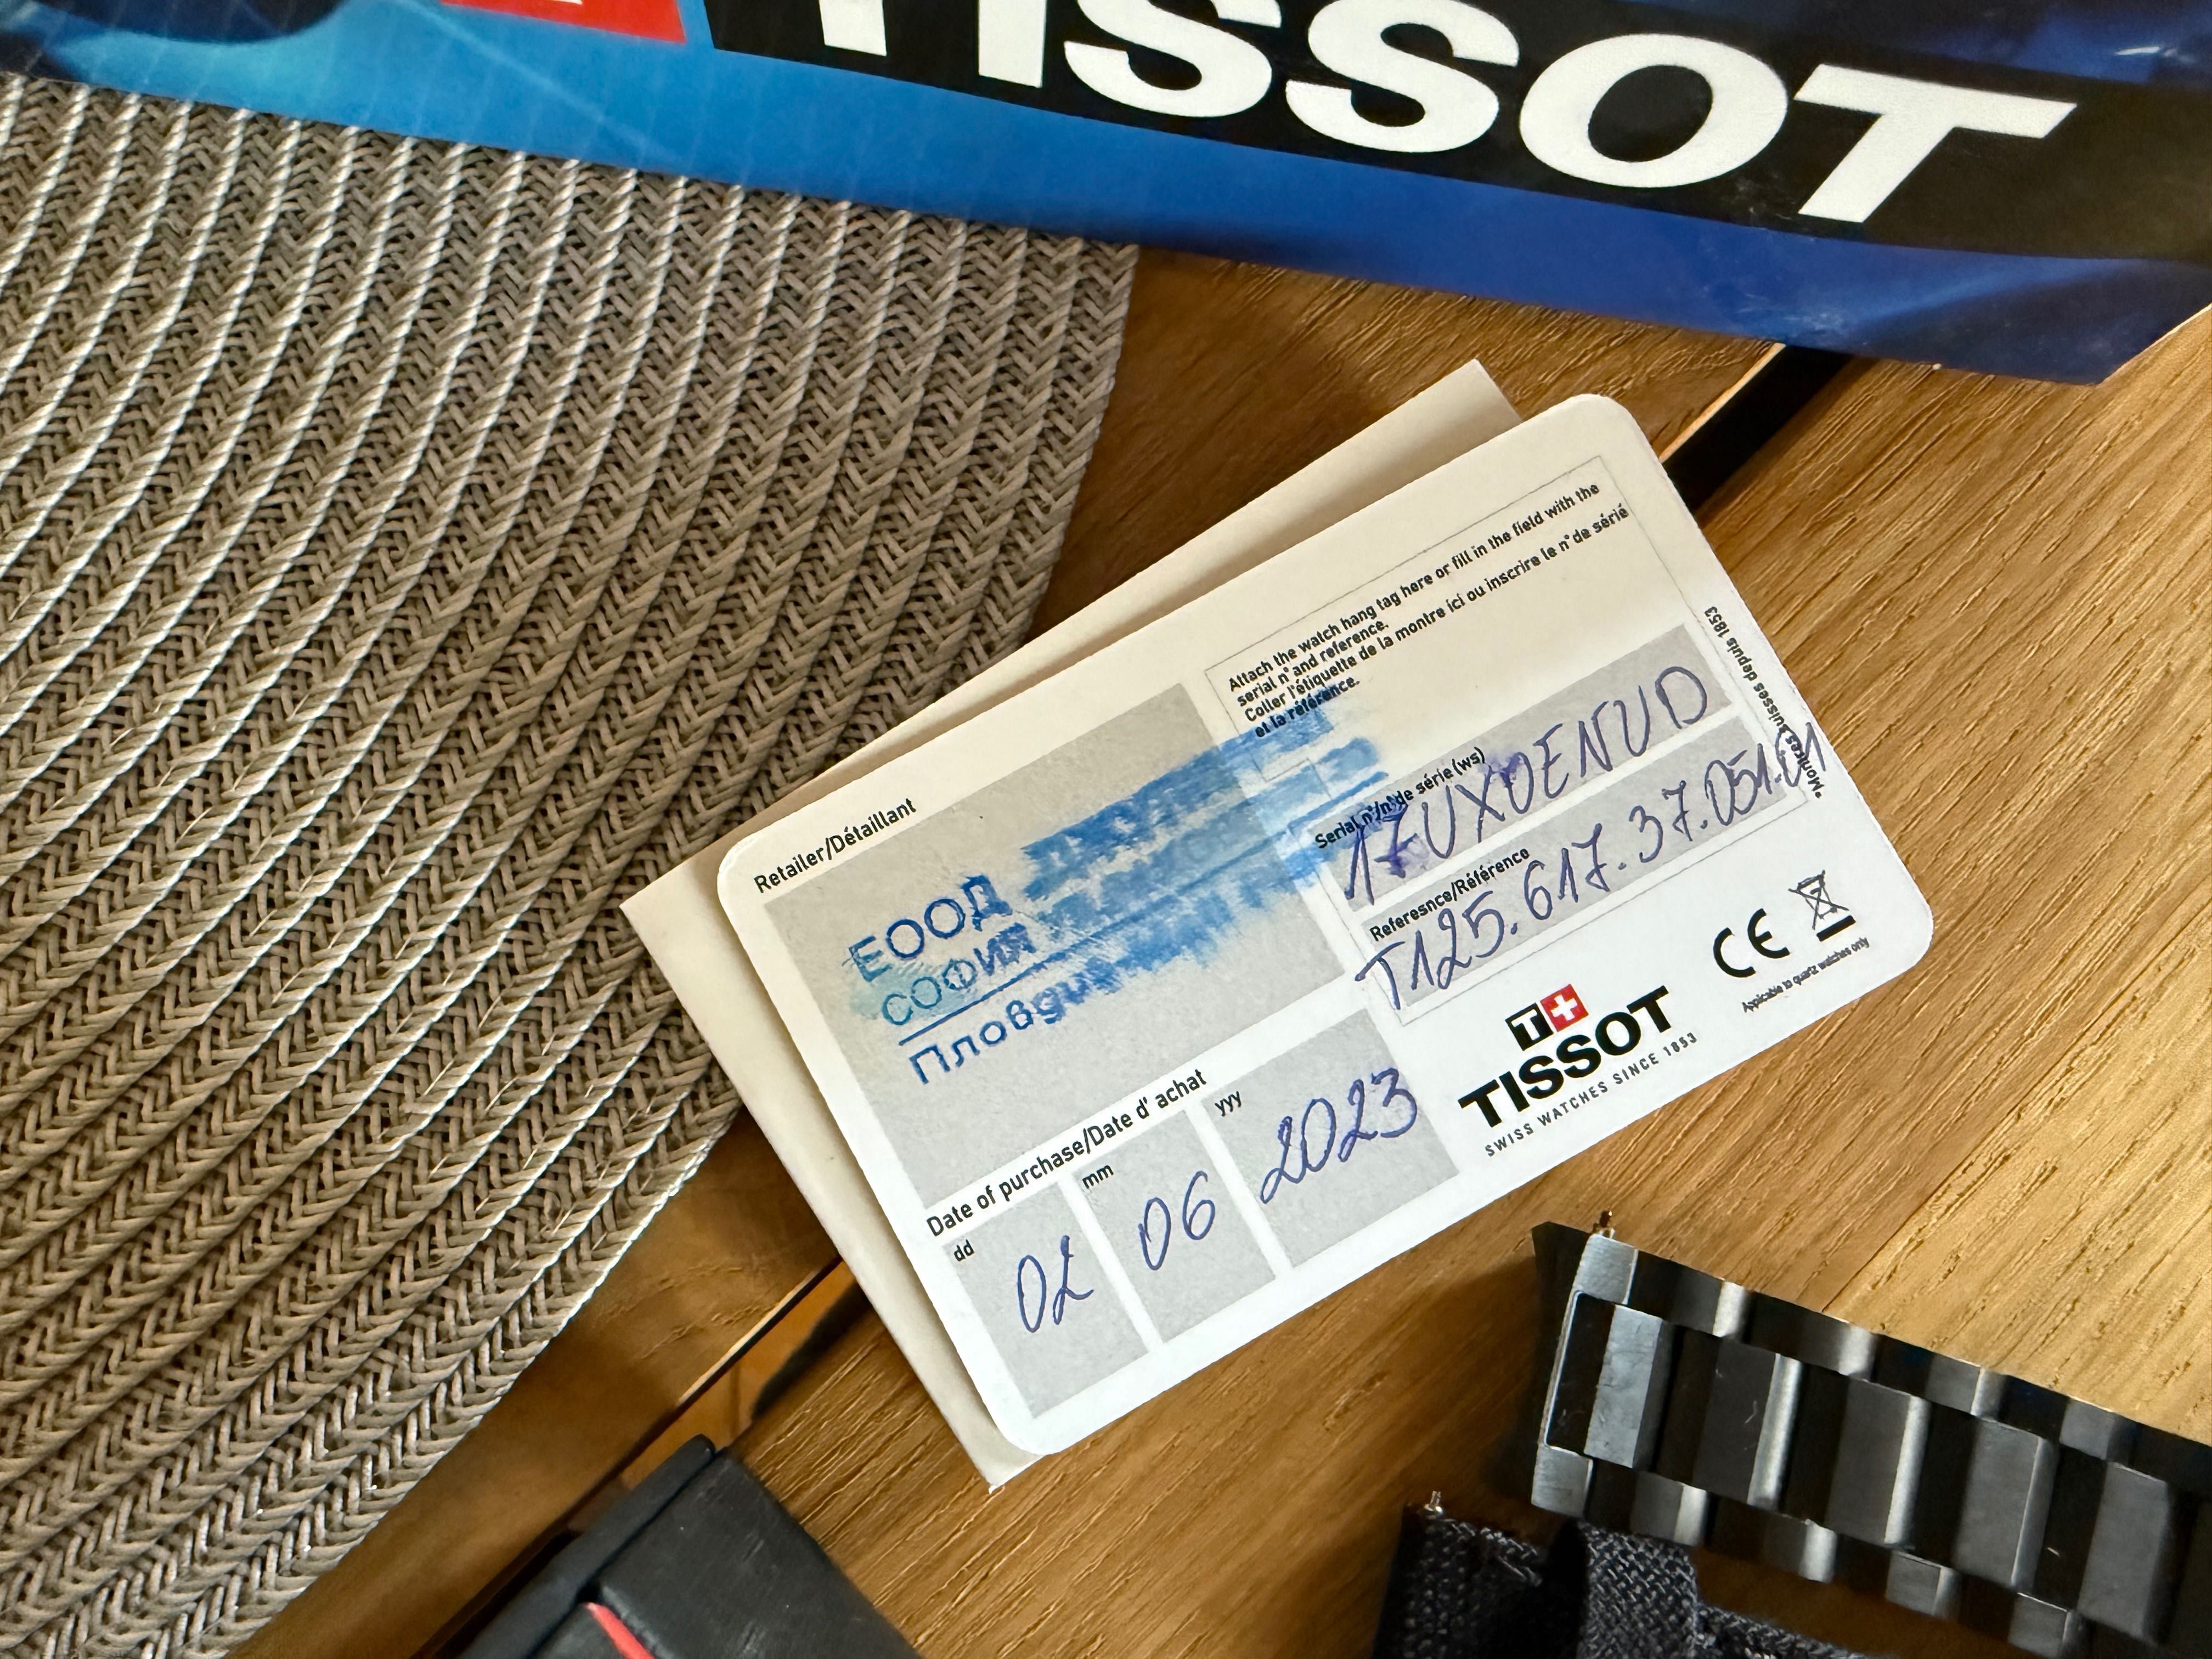 TISSOT
Attach the watch hang tag here or fill in the field with the
serial n° and reference.
Coller l'étiquette de la montre ici ou inscrire le n° de sérié
et la référence.
Retailer/Détaillant
ЕООД
СОФИЯ
Пловдив
Serial n°/n° de série (ws)
17UXOENUD
Referesnce/Référence
T125.617.37.051.01
*Montres Suisses depuis 1853
Date of purchase/Date d' achat
dd
02
mm
06
yyy
2023
T+
TISSOT
SWISS WATCHES SINCE 1853
CE
Applicable to quartz watches only